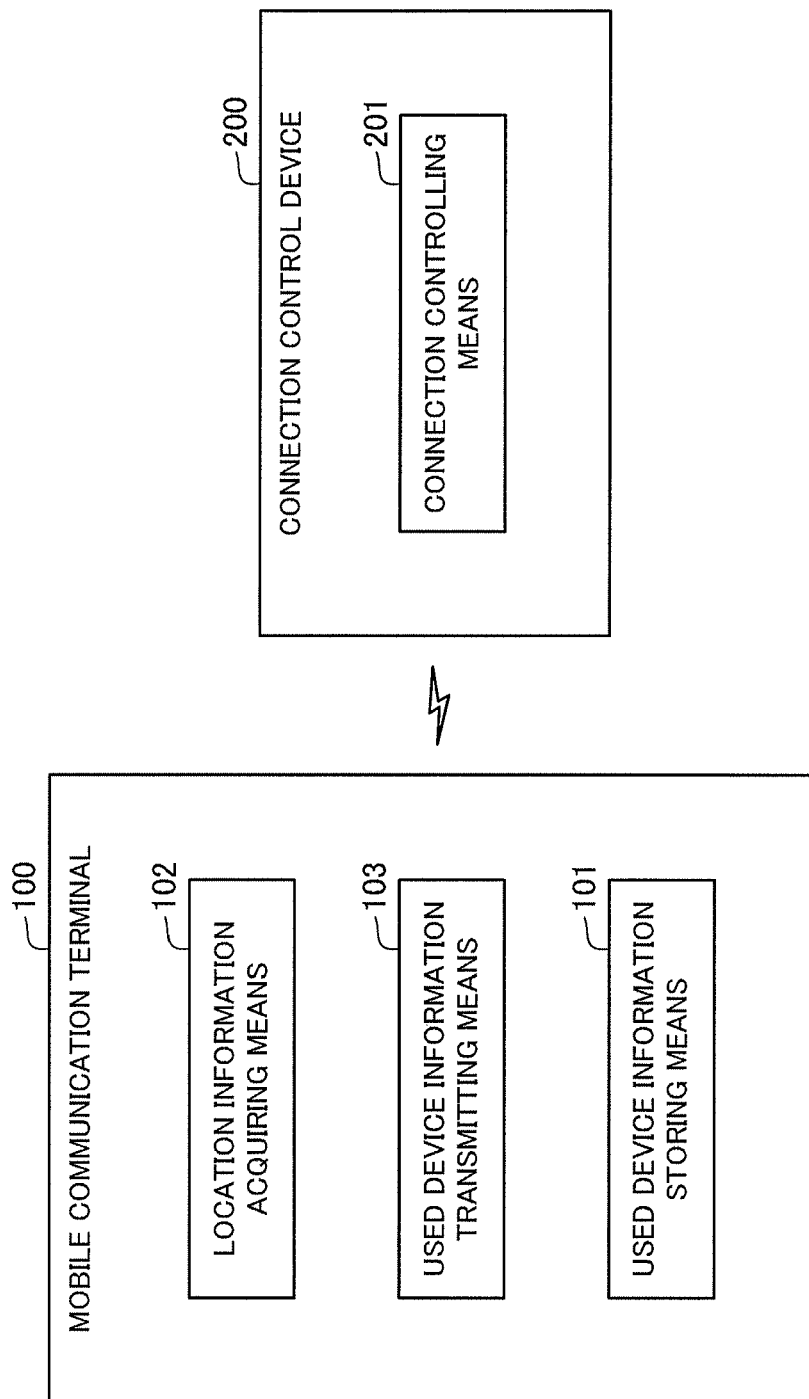 100
MOBILE COMMUNICATION TERMINAL
102
LOCATION INFORMATION
ACQUIRING MEANS
103
USED DEVICE INFORMATION
TRANSMITTING MEANS
101
USED DEVICE INFORMATION
STORING MEANS
200
CONNECTION CONTROL DEVICE
201
CONNECTION CONTROLLING
MEANS